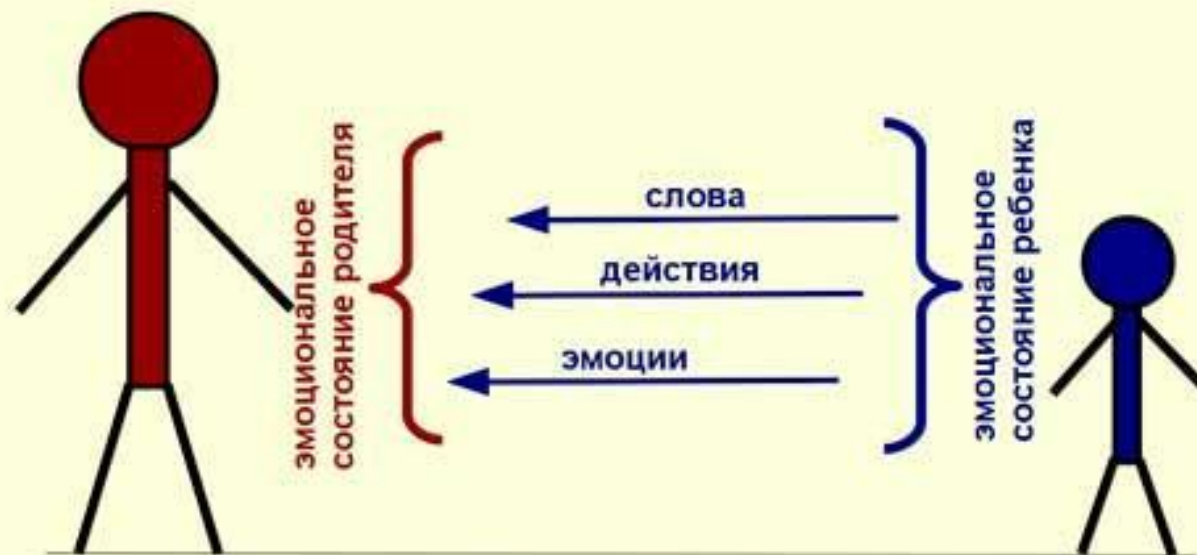 эмоциональное
состояние родителя
слова
действия
эмоции
эмоциональное
состояние ребенка